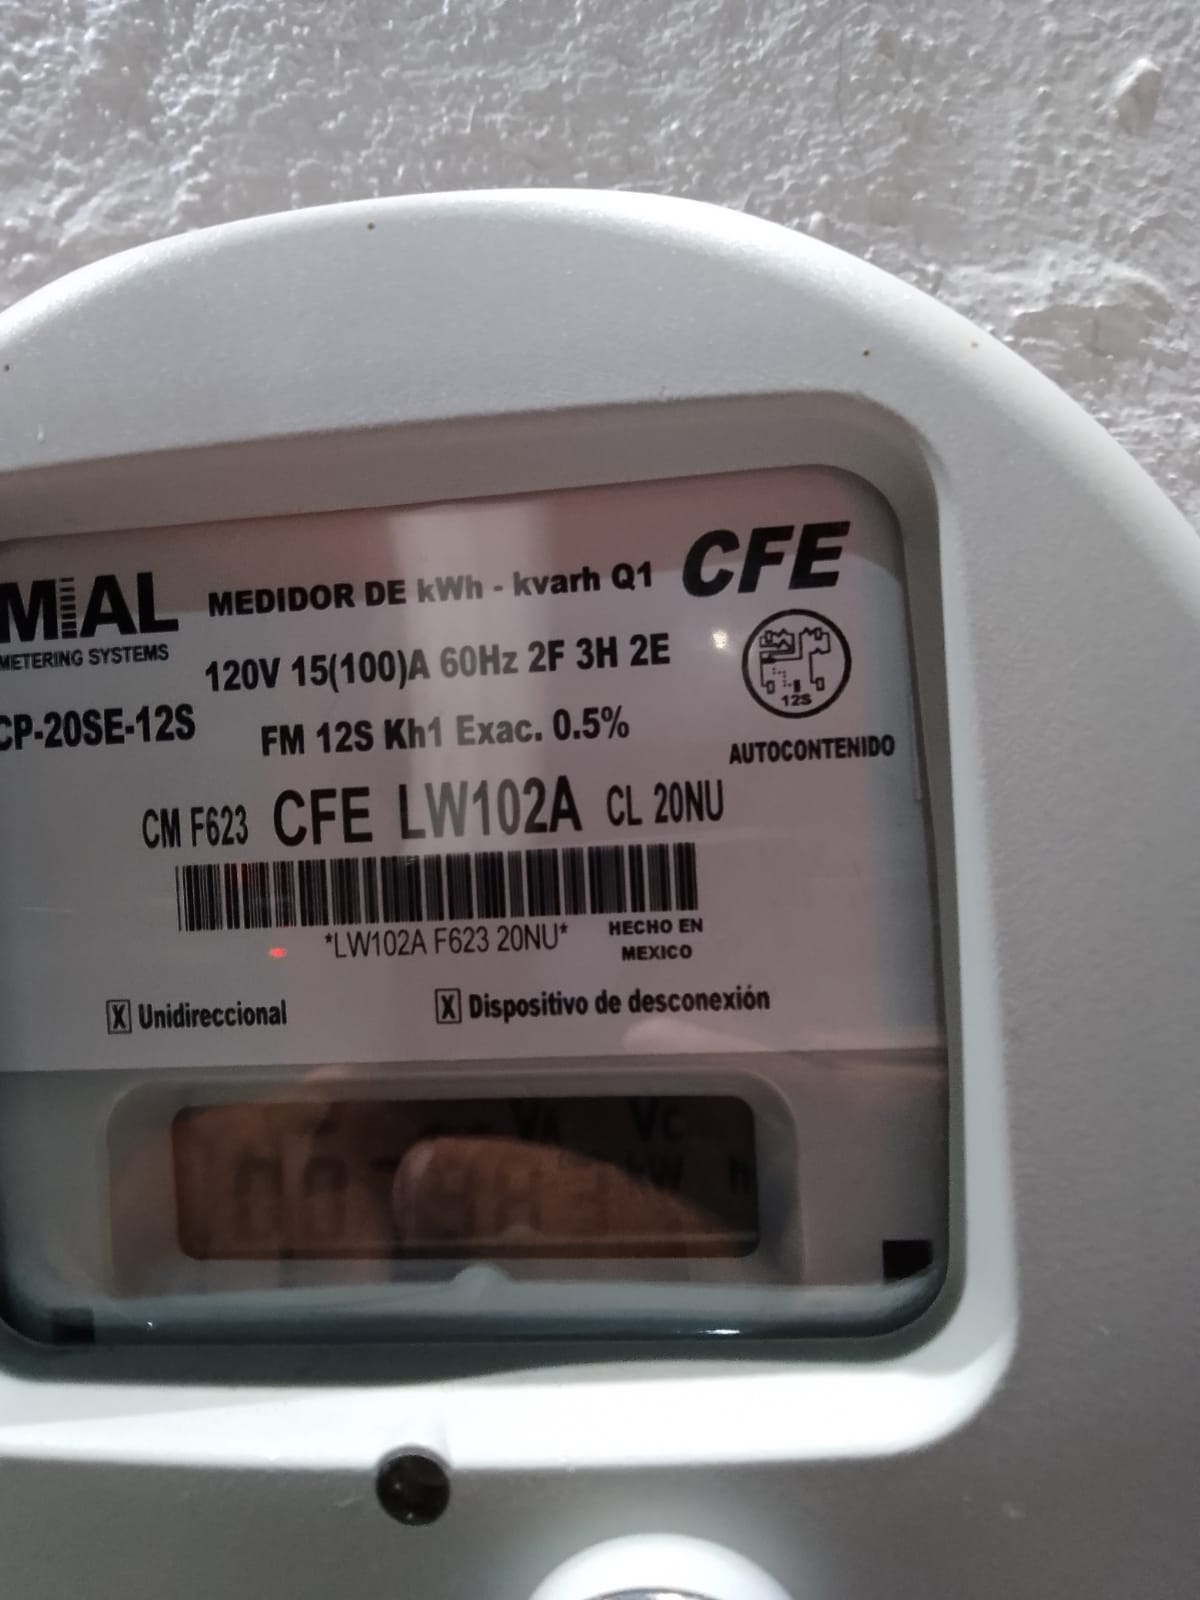 MIAL
METERING SYSTEMS
MEDIDOR DE kWh - kvarh Q1
CFE
120V 15(100)A 60Hz 2F 3H 2E
CP-20SE-12S
FM 12S Kh1 Exac. 0.5%
12S
AUTOCONTENIDO
CM F623 CFE LW102A CL 20NU
*LW102A F623 20NU*
HECHO EN
MEXICO
X Unidireccional
X Dispositivo de desconexión
VA VC